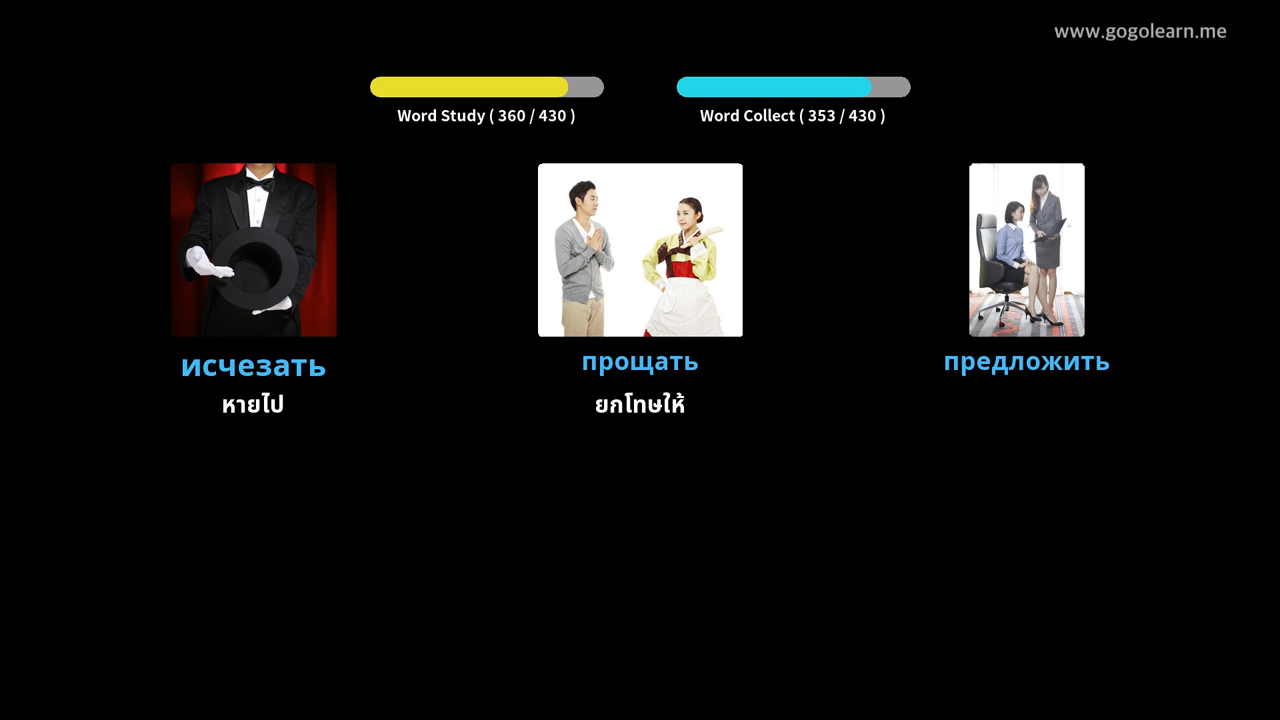 www.gogolearn.me
Word Study ( 360 / 430 )
Word Collect ( 353 / 430 )
исчезать
прощать
предложить
หายไป
ยกโทษให้